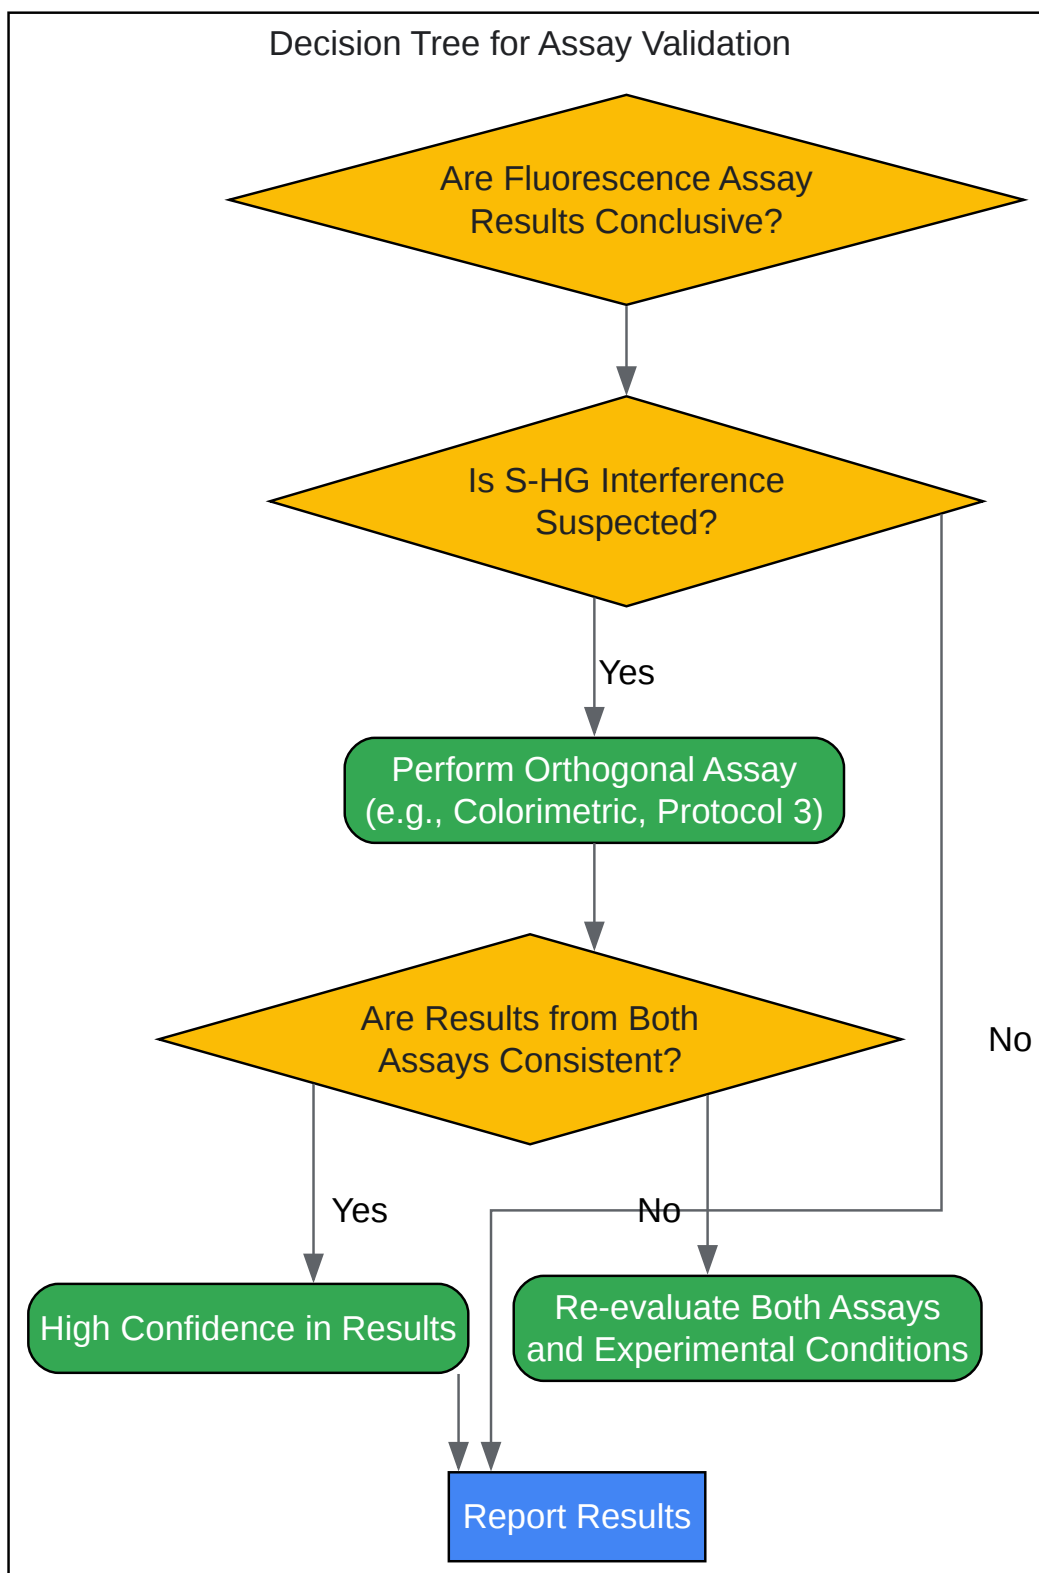 Decision Tree for Assay Validation
Are Fluorescence Assay
Results Conclusive?
Is S-HG Interference
Suspected?
Yes
Perform Orthogonal Assay
(e.g., Colorimetric, Protocol 3)
Are Results from Both
Assays Consistent?
No
Yes
No
High Confidence in Results
Re-evaluate Both Assays
and Experimental Conditions
Report Results